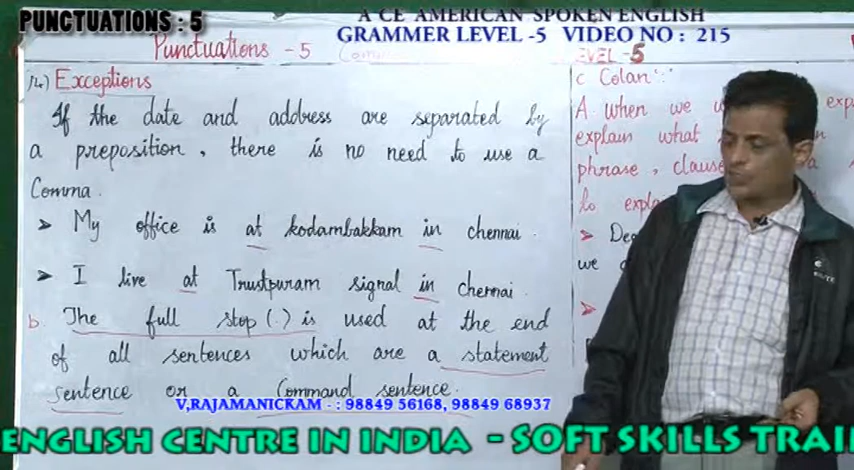 PUNCTUATIONS : 5
A CE AMERICAN SPOKEN ENGLISH
GRAMMER LEVEL -5 VIDEO NO : 215
Punctuations - 5
LEVEL -5
Exceptions
If the date and address are separated by
a preposition, there is no need to use a
Comma.
➤ My office is at kodambakkam in chennai.
➤ I live at Trustpuram signal in chennai.
b. The full stop (.) is used at the end
of all sentences which are a statement
sentence or a Command sentence.
c Colan ":"
A when we
explain what
phrase, clause
to
➤
we
➤
V,RAJAMANICKAM - : 98849 56168, 98849 68937
ENGLISH CENTRE IN INDIA - SOFT SKILLS TRAI